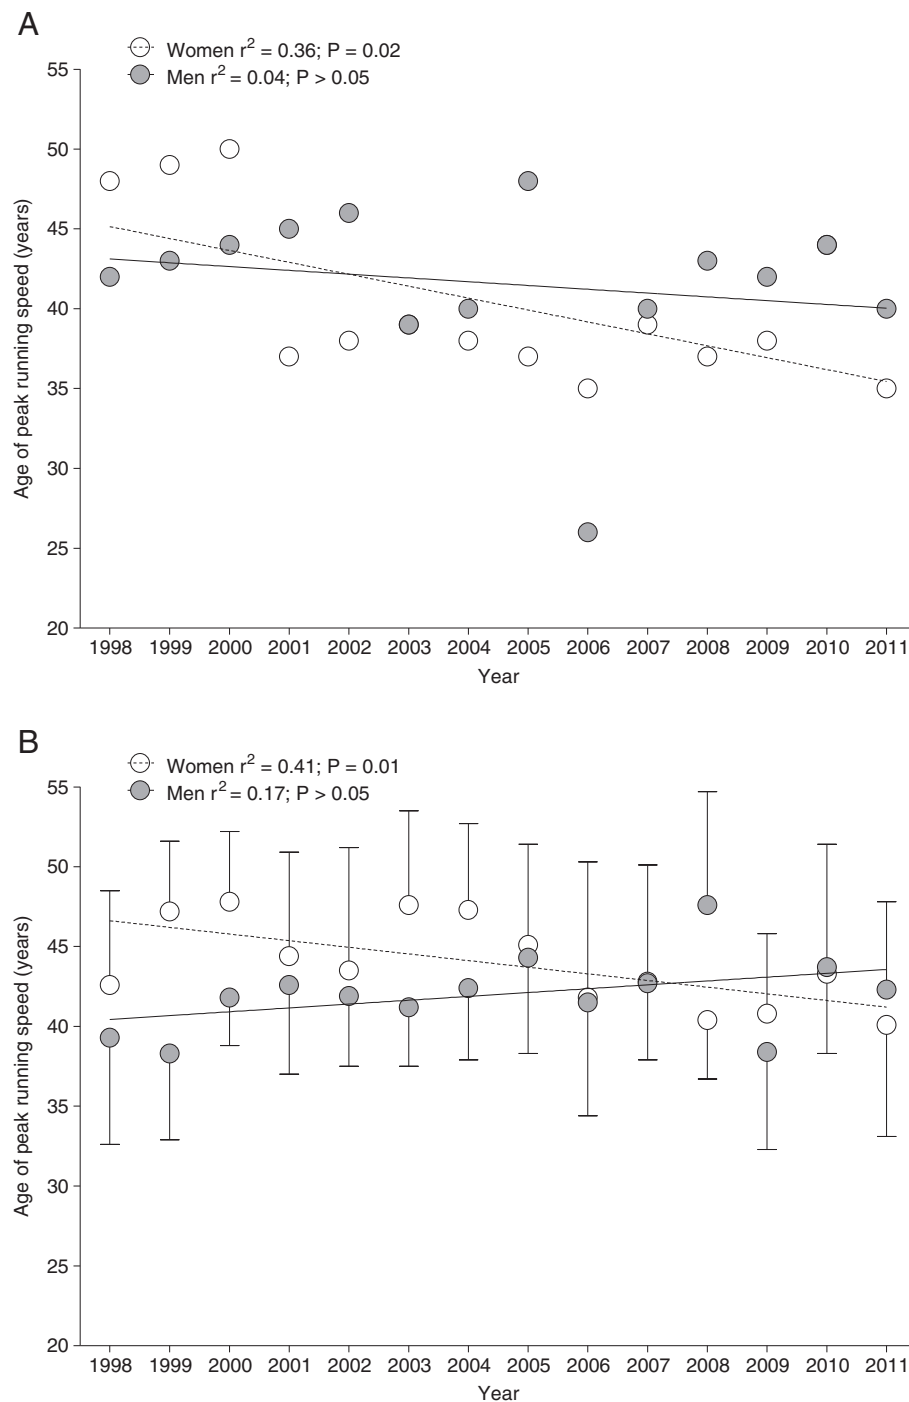 A
Women r² = 0.36; P = 0.02
Men r² = 0.04; P > 0.05
55
50
45
40
35
30
25
20
Age of peak running speed (years)
1998 1999 2000 2001 2002 2003 2004 2005 2006 2007 2008 2009 2010 2011
Year
B
Women r² = 0.41; P = 0.01
Men r² = 0.17; P > 0.05
55
50
45
40
35
30
25
20
Age of peak running speed (years)
1998 1999 2000 2001 2002 2003 2004 2005 2006 2007 2008 2009 2010 2011
Year